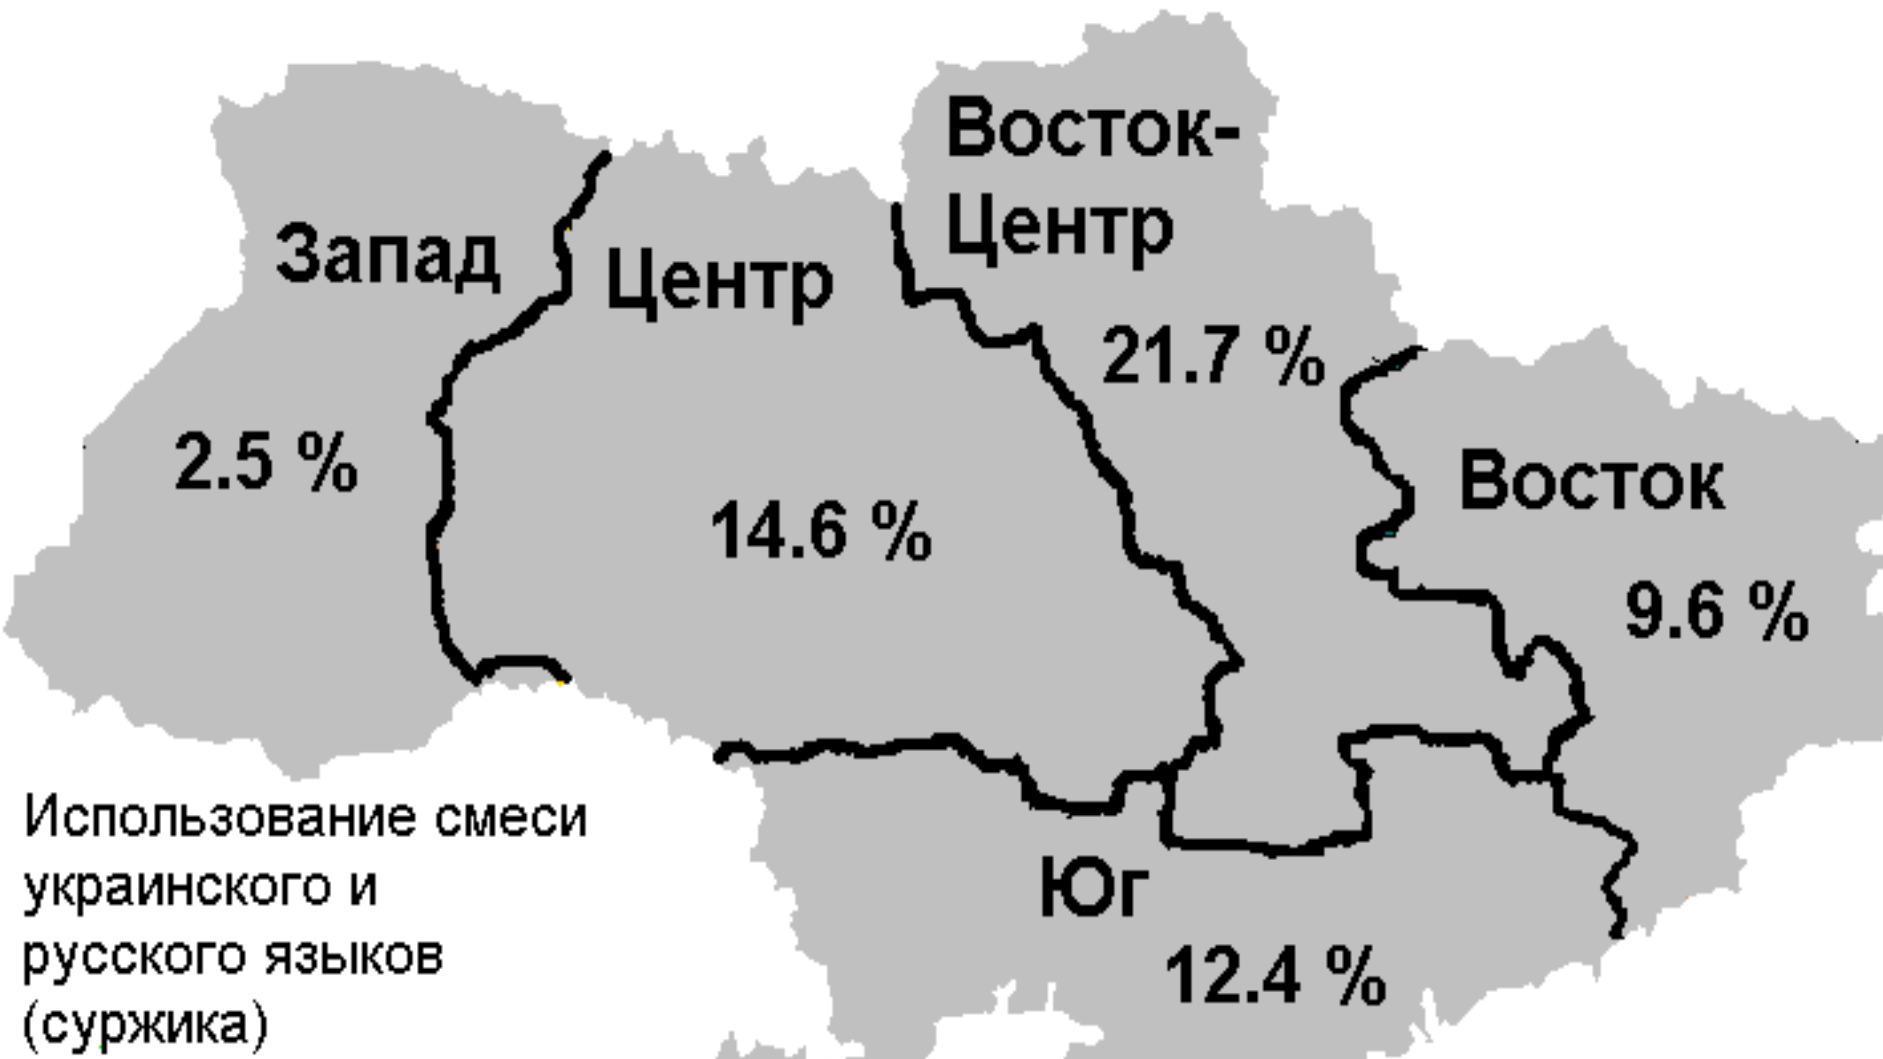 Восток-
Центр
21.7 %
Запад
2.5 %
Центр
14.6 %
Восток
9.6 %
Юг
12.4 %
Использование смеси
украинского и
русского языков
(суржика)